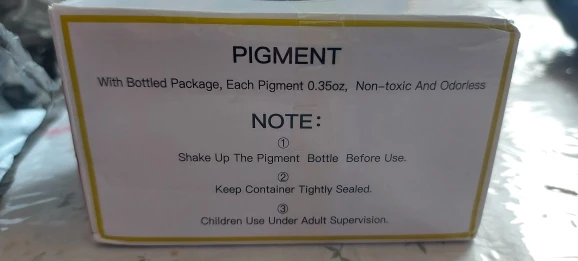 PIGMENT
With Bottled Package, Each Pigment 0.35oz, Non-toxic And Odorless
NOTE:
①
Shake Up The Pigment Bottle Before Use.
②
Keep Container Tightly Sealed.
③
Children Use Under Adult Supervision.